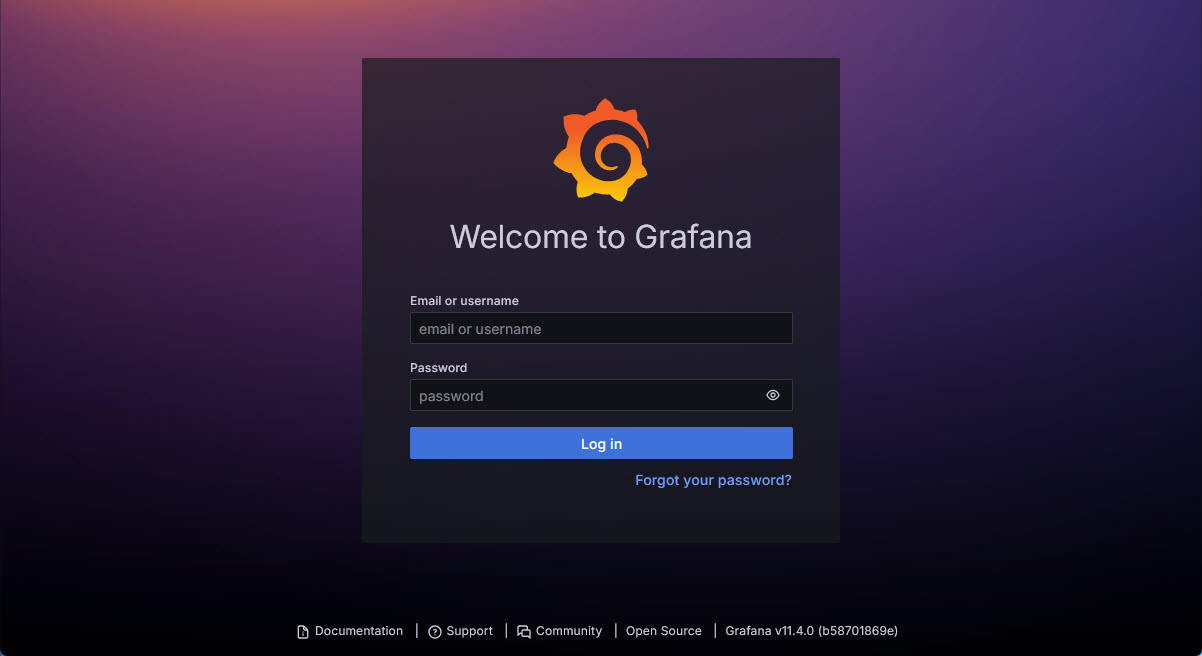 Welcome to Grafana
Email or username
email or username
Password
password
Log in
Forgot your password?
Documentation | Support | Community | Open Source | Grafana v11.4.0 (b58701869e)